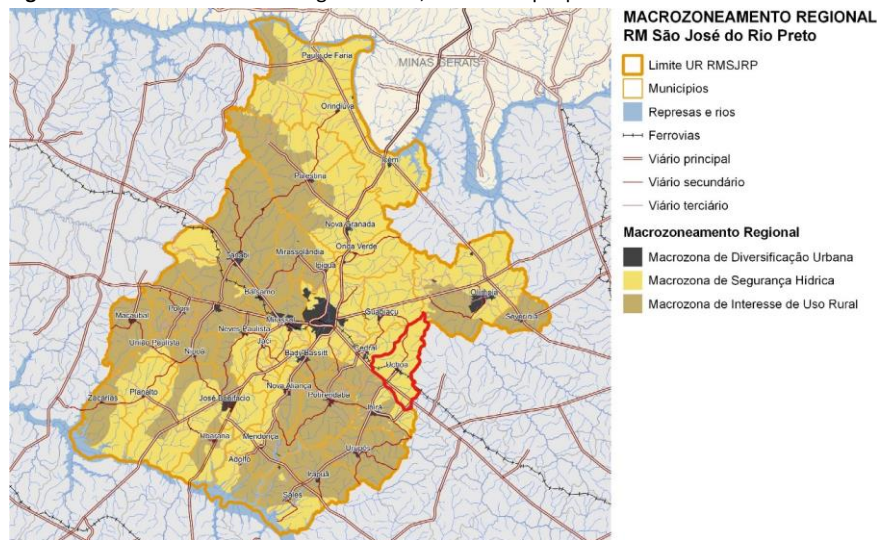 MACROZONEAMENTO REGIONAL
RM São José do Rio Preto
Limite UR RMSJRP
Municípios
Represas e rios
Ferrovias
Viário principal
Viário secundário
Viário terciário
Macrozoneamento Regional
Macrozona de Diversificação Urbana
Macrozona de Segurança Hídrica
Macrozona de Interesse de Uso Rural
MINAS GERAIS
Paulo de Faria
Orindiuva
Icém
Palestina
Nova Granada
Onda Verde
Mirassolândia
Ipiguá
Tanabi
Bálsamo
Olímpia
Severínia
Guapiaçu
Macaubal
Poloni
Mirassol
Neves Paulista
Jaci
Cedral
Uchoa
União Paulista
Nipoã
Bady Bassitt
Nova Aliança
Potirendaba
Ibirá
Planalto
Zacarias
José Bonifácio
Ubarana
Mendonça
Adolfo
Urupês
Irapuã
Sales